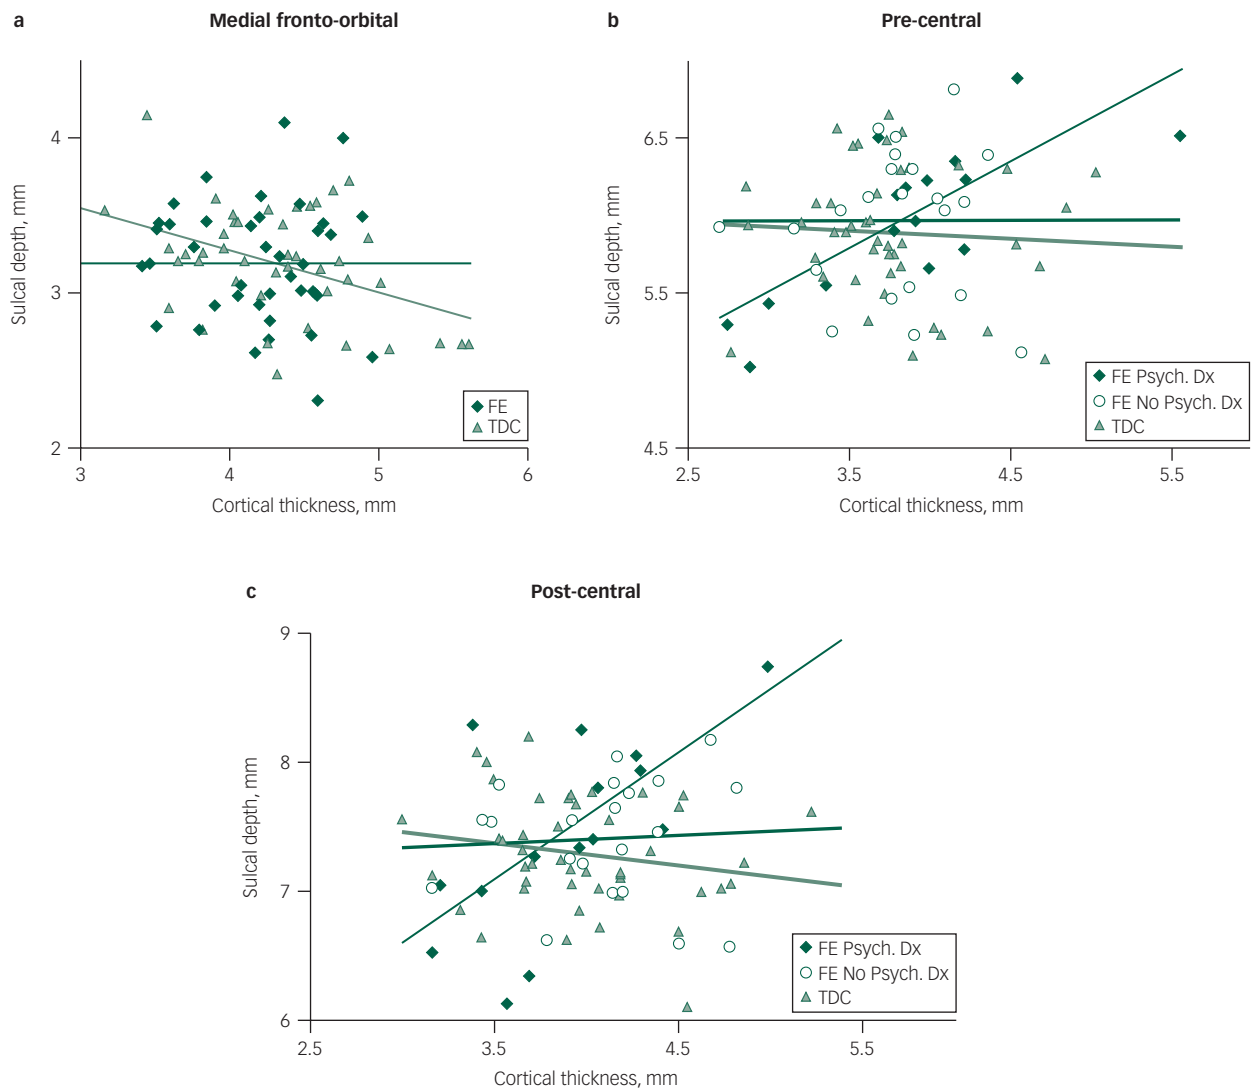 a Medial fronto-orbital
4
3
2
3 4 5 6
Sulcal depth, mm
Cortical thickness, mm
FE
TDC
b Pre-central
6.5
5.5
4.5
2.5 3.5 4.5 5.5
Sulcal depth, mm
Cortical thickness, mm
FE Psych. Dx
FE No Psych. Dx
TDC
c Post-central
9
8
7
6
2.5 3.5 4.5 5.5
Sulcal depth, mm
Cortical thickness, mm
FE Psych. Dx
FE No Psych. Dx
TDC